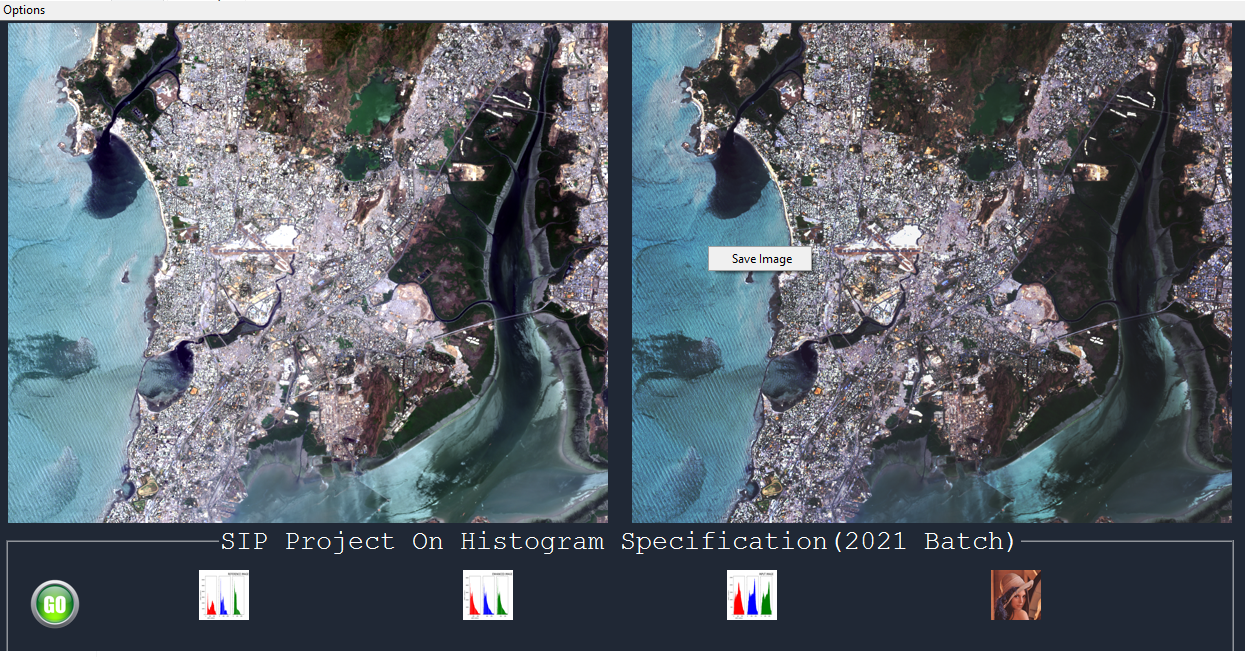 Options
Save Image
SIP Project On Histogram Specification(2021 Batch)
GO